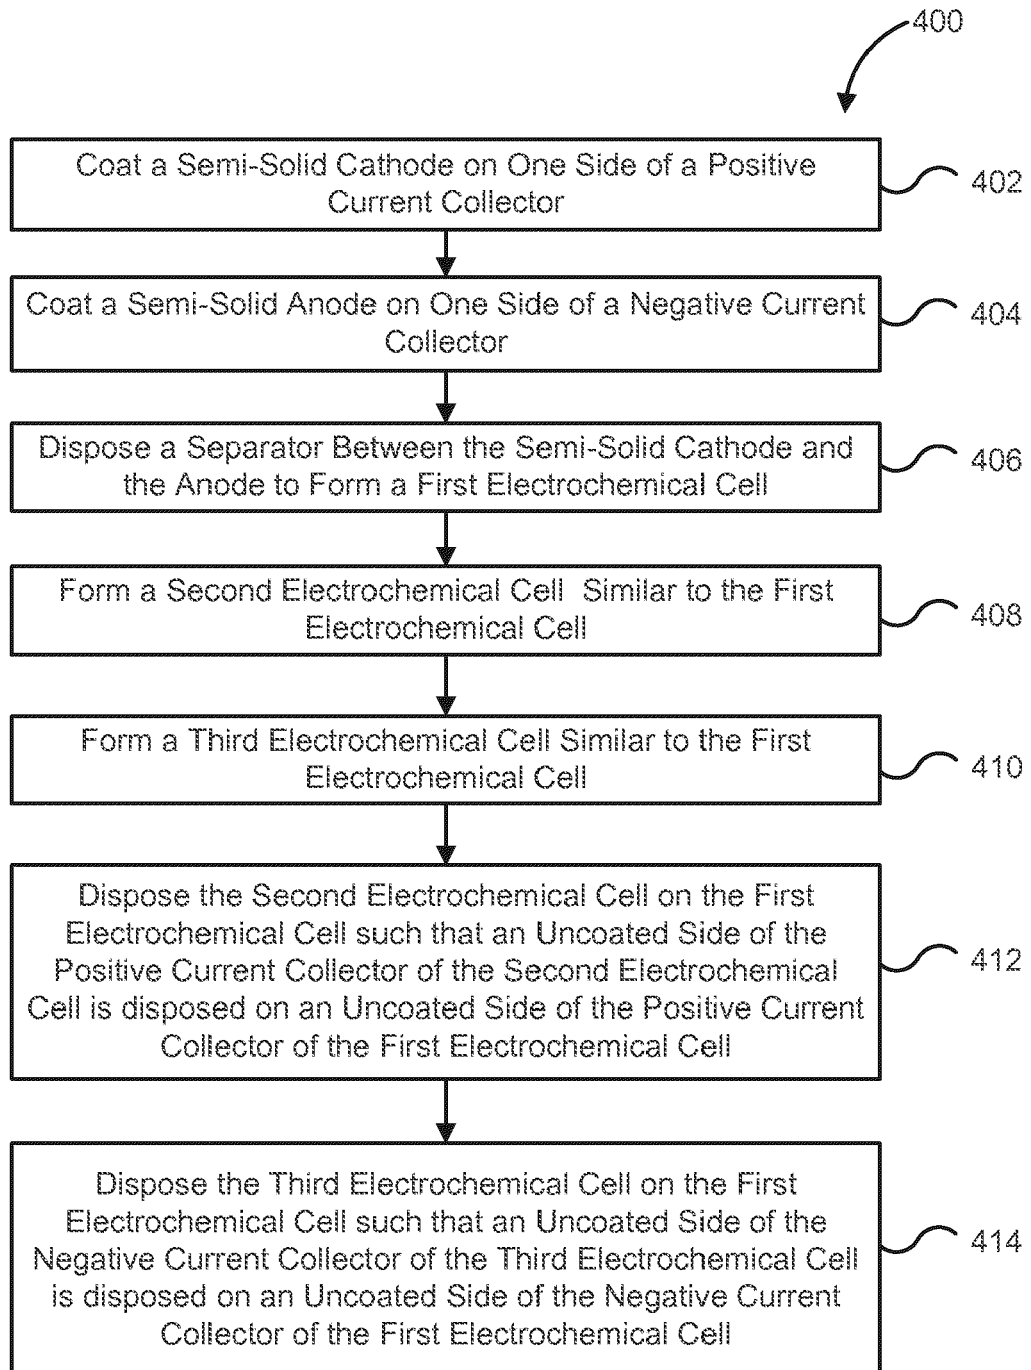 400
Coat a Semi-Solid Cathode on One Side of a Positive
Current Collector
402
Coat a Semi-Solid Anode on One Side of a Negative Current
Collector
404
Dispose a Separator Between the Semi-Solid Cathode and
the Anode to Form a First Electrochemical Cell
406
Form a Second Electrochemical Cell  Similar to the First
Electrochemical Cell
408
Form a Third Electrochemical Cell Similar to the First
Electrochemical Cell
410
Dispose the Second Electrochemical Cell on the First
Electrochemical Cell such that an Uncoated Side of the
Positive Current Collector of the Second Electrochemical
Cell is disposed on an Uncoated Side of the Positive Current
Collector of the First Electrochemical Cell
412
Dispose the Third Electrochemical Cell on the First
Electrochemical Cell such that an Uncoated Side of the
Negative Current Collector of the Third Electrochemical Cell
is disposed on an Uncoated Side of the Negative Current
Collector of the First Electrochemical Cell
414